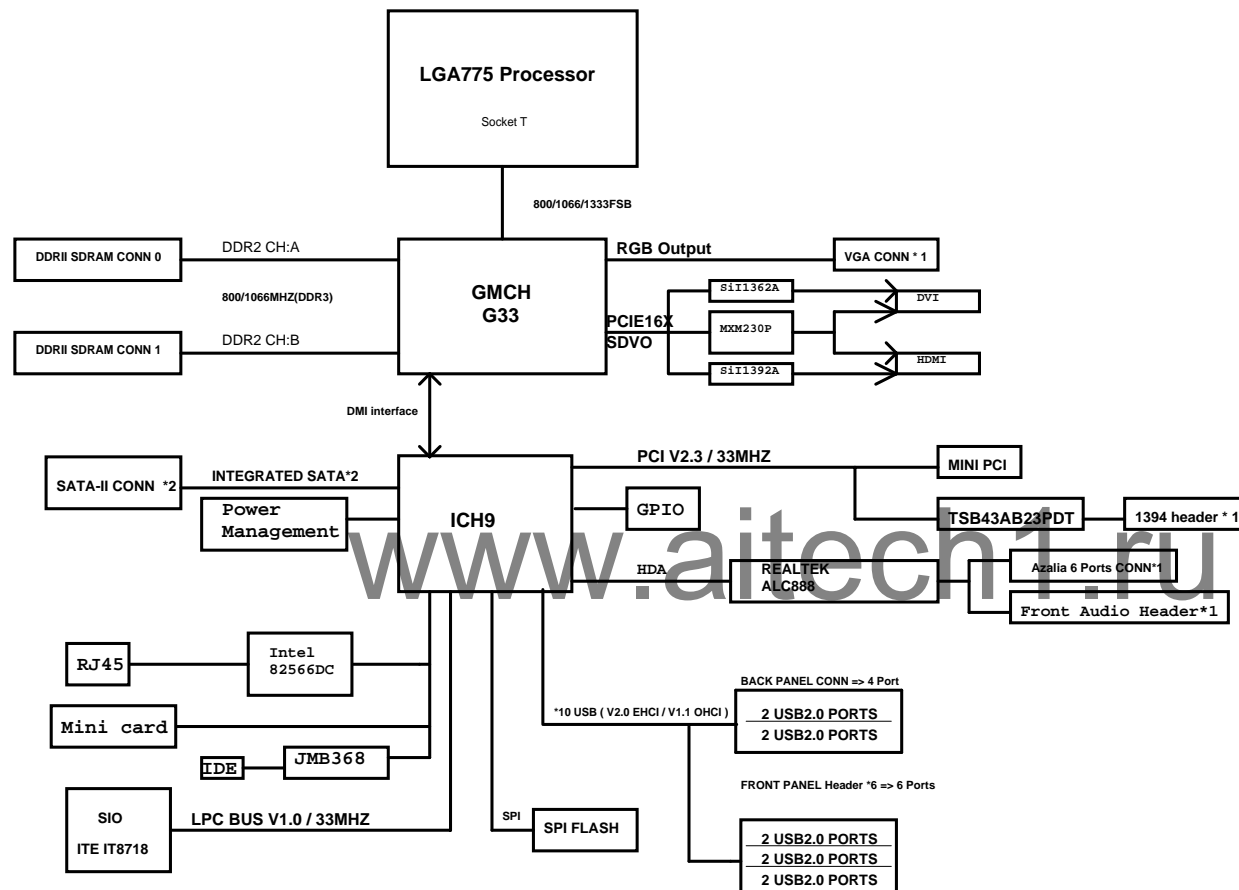 LGA775 Processor
Socket T
800/1066/1333FSB
DDRII SDRAM CONN 0
DDR2 CH:A
GMCH
G33
RGB Output
VGA CONN * 1
800/1066MHZ(DDR3)
PCIE16X
SDVO
SiI1362A
DVI
MXM230P
DDRII SDRAM CONN 1
DDR2 CH:B
HDMI
SiI1392A
DMI interface
SATA-II CONN *2
INTEGRATED SATA*2
ICH9
PCI V2.3 / 33MHZ
MINI PCI
Power
Management
GPIO
TSB43AB23PDT
1394 header * 1
www.aitech1.ru
HDA
REALTEK
ALC888
Azalia 6 Ports CONN*1
Front Audio Header*1
RJ45
Intel
82566DC
Mini card
IDE
JMB368
SIO
ITE IT8718
LPC BUS V1.0 / 33MHZ
SPI
SPI FLASH
*10 USB ( V2.0 EHCI / V1.1 OHCI )
BACK PANEL CONN => 4 Port
2 USB2.0 PORTS
2 USB2.0 PORTS
FRONT PANEL Header *6 => 6 Ports
2 USB2.0 PORTS
2 USB2.0 PORTS
2 USB2.0 PORTS